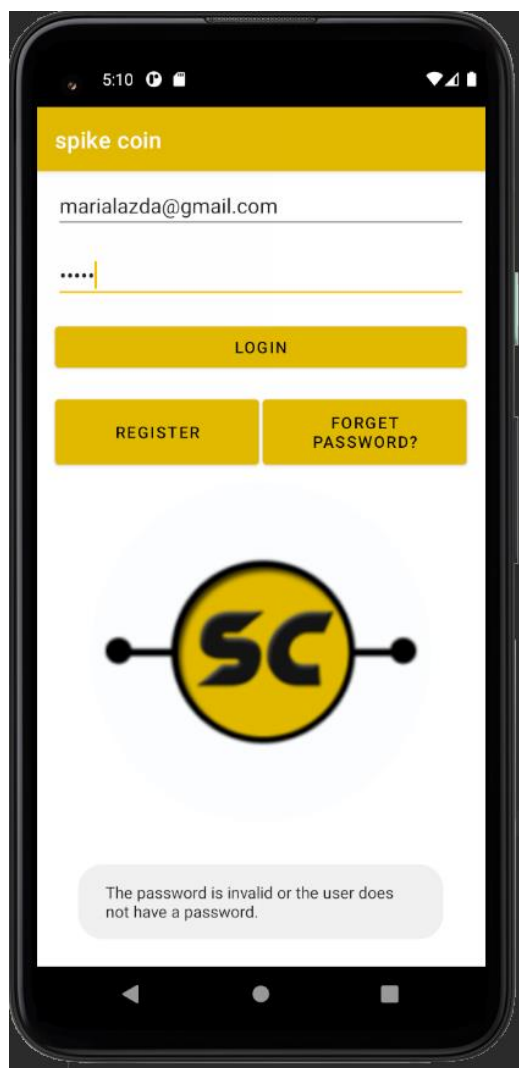 5:10
spike coin
marialazda@gmail.com
•••••
LOGIN
REGISTER
FORGET
PASSWORD?
SC
The password is invalid or the user does
not have a password.